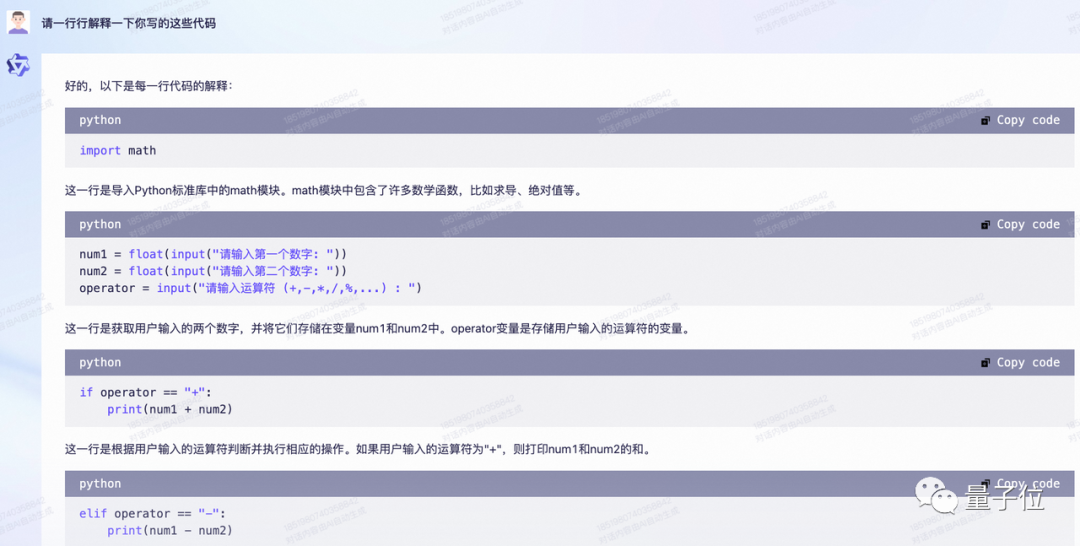 请一行行解释一下你写的这些代码
好的，以下是每一行代码的解释：
python
Copy code
import math
这一行是导入Python标准库中的math模块。math模块中包含了许多数学函数，比如求导、绝对值等。
python
Copy code
num1 = float(input("请输入第一个数字: "))
num2 = float(input("请输入第二个数字: "))
operator = input("请输入运算符 (+,-,*,/,%,...) : ")
这一行是获取用户输入的两个数字，并将它们存储在变量num1和num2中。operator变量是存储用户输入的运算符的变量。
python
Copy code
if operator == "+":
    print(num1 + num2)
这一行是根据用户输入的运算符判断并执行相应的操作。如果用户输入的运算符为"+"，则打印num1和num2的和。
python
Copy code
elif operator == "-":
    print(num1 - num2)
量子位